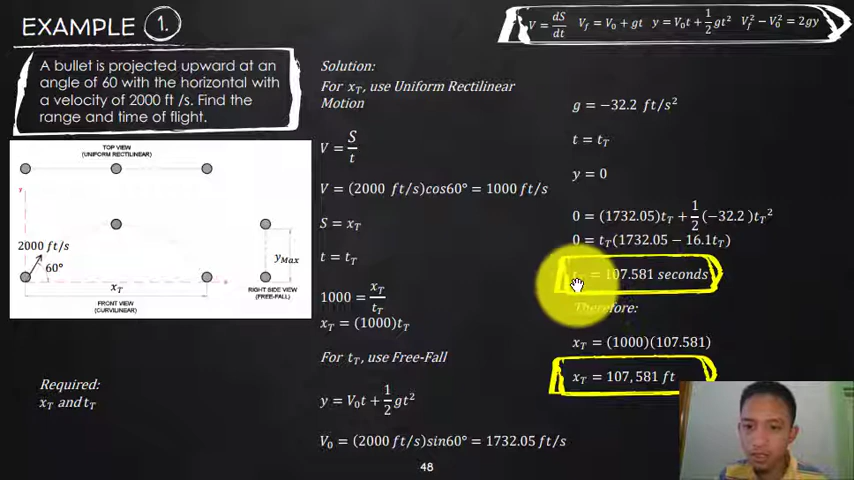 EXAMPLE 1.
V = dS/dt V_f = V_0 + gt y = V_0t + 1/2 gt² V_f² − V_0² = 2gy
A bullet is projected upward at an
angle of 60 with the horizontal with
a velocity of 2000 ft /s. Find the
range and time of flight.
TOP VIEW
(UNIFORM RECTILINEAR)
y
2000 ft/s
60°
x_T
x
FRONT VIEW
(CURVILINEAR)
y_Max
RIGHT SIDE VIEW
(FREE-FALL)
Required:
x_T and t_T
Solution:
For x_T, use Uniform Rectilinear
Motion
V = S/t
V = (2000 ft/s)cos60° = 1000 ft/s
S = x_T
t = t_T
1000 = x_T/t_T
x_T = (1000)t_T
For t_T, use Free-Fall
y = V_0t + 1/2 gt²
V_0 = (2000 ft/s)sin60° = 1732.05 ft/s
g = −32.2 ft/s²
t = t_T
y = 0
0 = (1732.05)t_T + 1/2 (−32.2 )t_T²
0 = t_T(1732.05 − 16.1t_T)
= 107.581 seconds
Therefore:
x_T = (1000)(107.581)
x_T = 107,581 ft
48